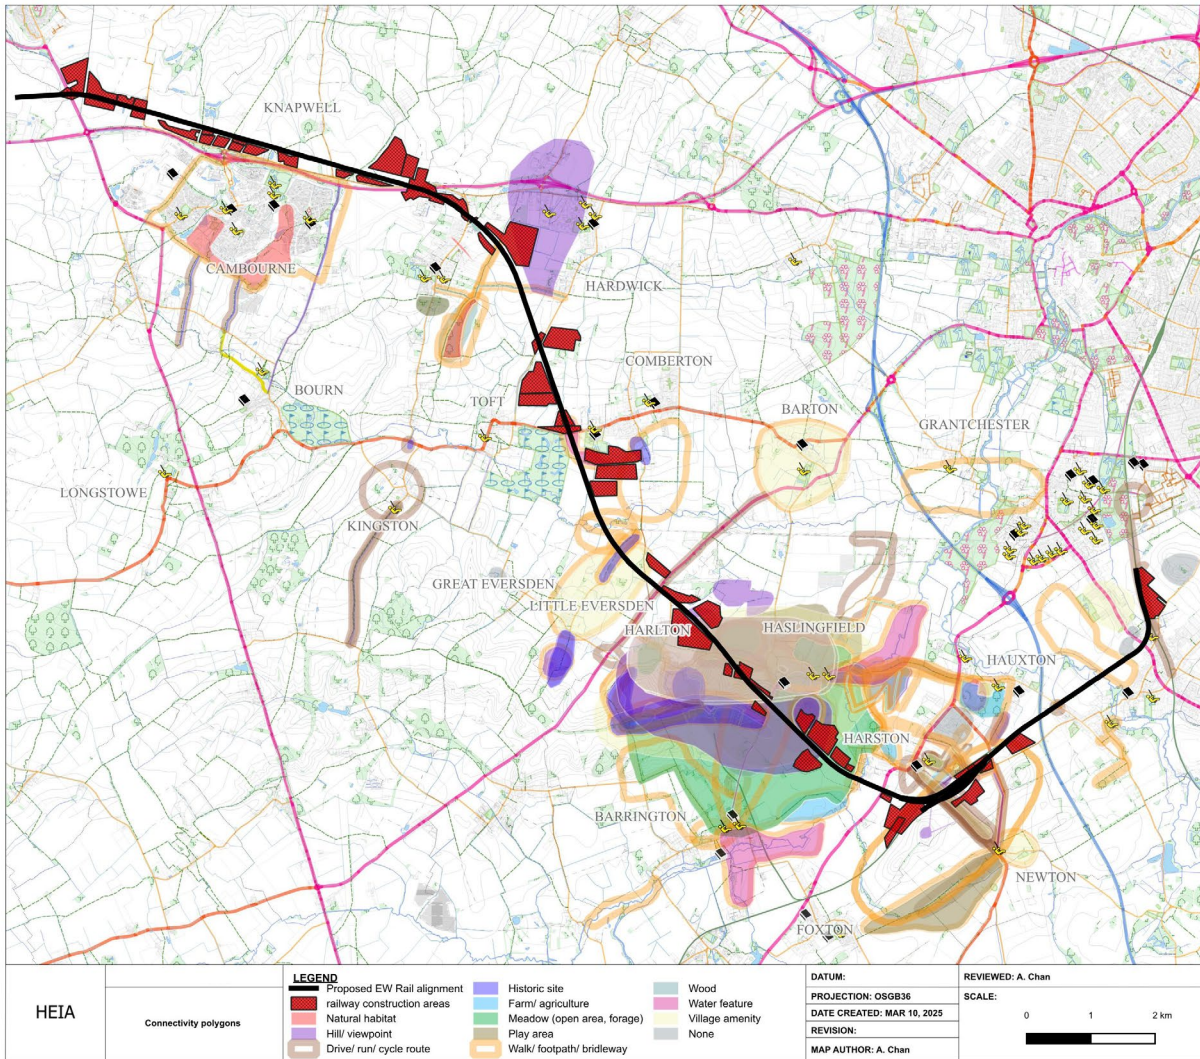 KNAPWELL
CAMBOURNE
HARDWICK
COMBERTON
BOURN
TOFT
BARTON
GRANTCHESTER
LONGSTOWE
KINGSTON
GREAT EVERSDEN
LITTLE EVERSDEN
HARLTON
HASLINGFIELD
HAUXTON
HARSTON
BARRINGTON
NEWTON
FOXTON
HEIA
Connectivity polygons
LEGEND
Proposed EW Rail alignment
railway construction areas
Natural habitat
Hill/ viewpoint
Drive/ run/ cycle route
Historic site
Farm/ agriculture
Meadow (open area, forage)
Play area
Walk/ footpath/ bridleway
Wood
Water feature
Village amenity
None
DATUM:
PROJECTION: OSGB36
DATE CREATED: MAR 10, 2025
REVISION:
MAP AUTHOR: A. Chan
REVIEWED: A. Chan
SCALE:
0 1 2 km